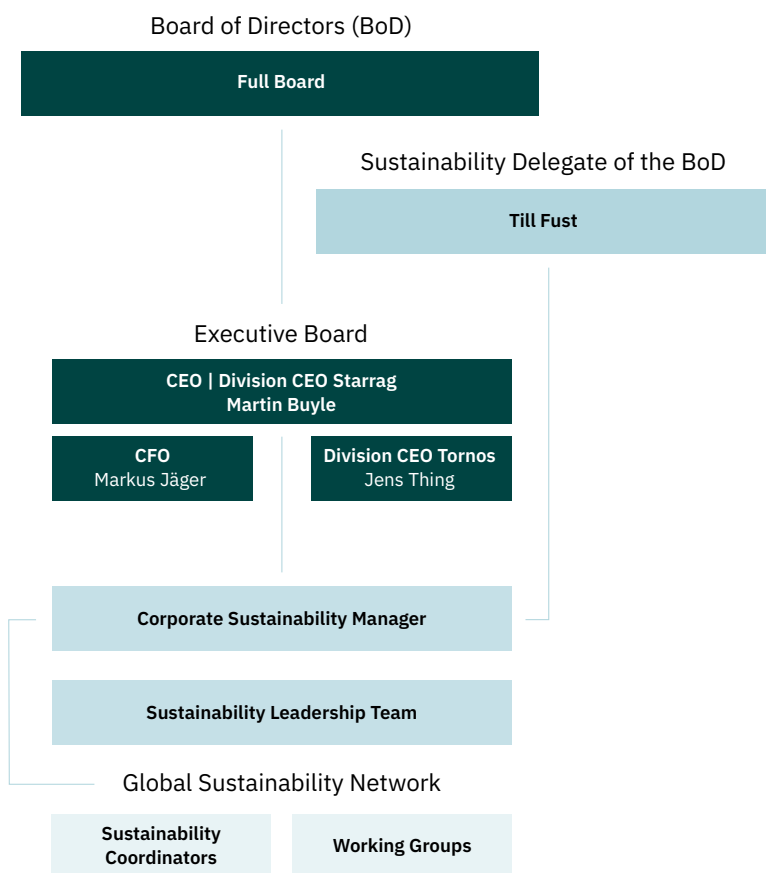 Board of Directors (BoD)
Full Board
Sustainability Delegate of the BoD
Till Fust
Executive Board
CEO | Division CEO Starrag
Martin Buyle
CFO
Markus Jäger
Division CEO Tornos
Jens Thing
Corporate Sustainability Manager
Sustainability Leadership Team
Global Sustainability Network
Sustainability
Coordinators
Working Groups